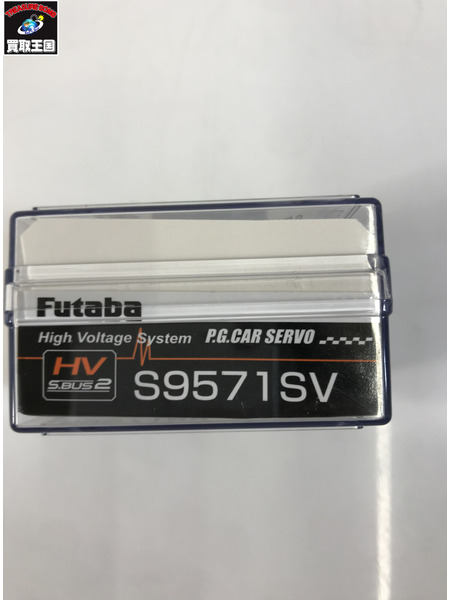 買取王国
Futaba
High Voltage System P.G.CAR SERVO
HV
S.BUS2
S9571SV